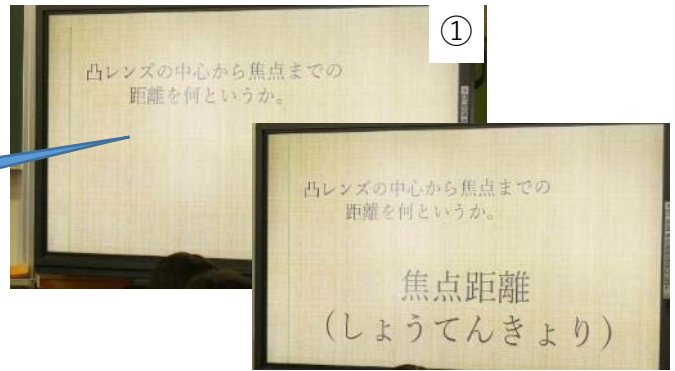 ①
凸レンズの中心から焦点までの
距離を何というか。
凸レンズの中心から焦点までの
距離を何というか。
焦点距離
(しょうてんきょり)